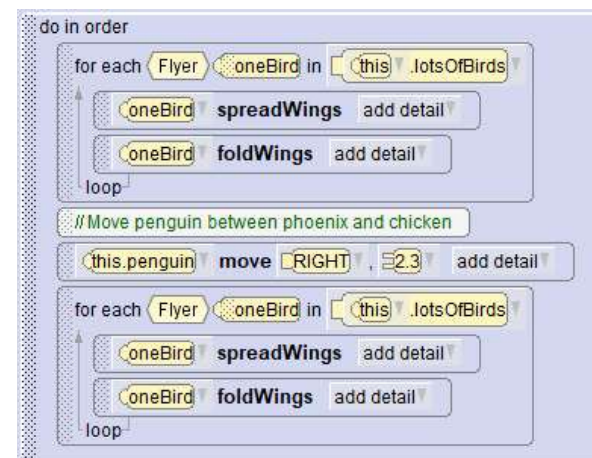 do in order
for each Flyer oneBird in this .lotsOfBirds
oneBird spreadWings add detail
oneBird foldWings add detail
loop
//Move penguin between phoenix and chicken
this.penguin move RIGHT , 2.3 add detail
for each Flyer oneBird in this .lotsOfBirds
oneBird spreadWings add detail
oneBird foldWings add detail
loop